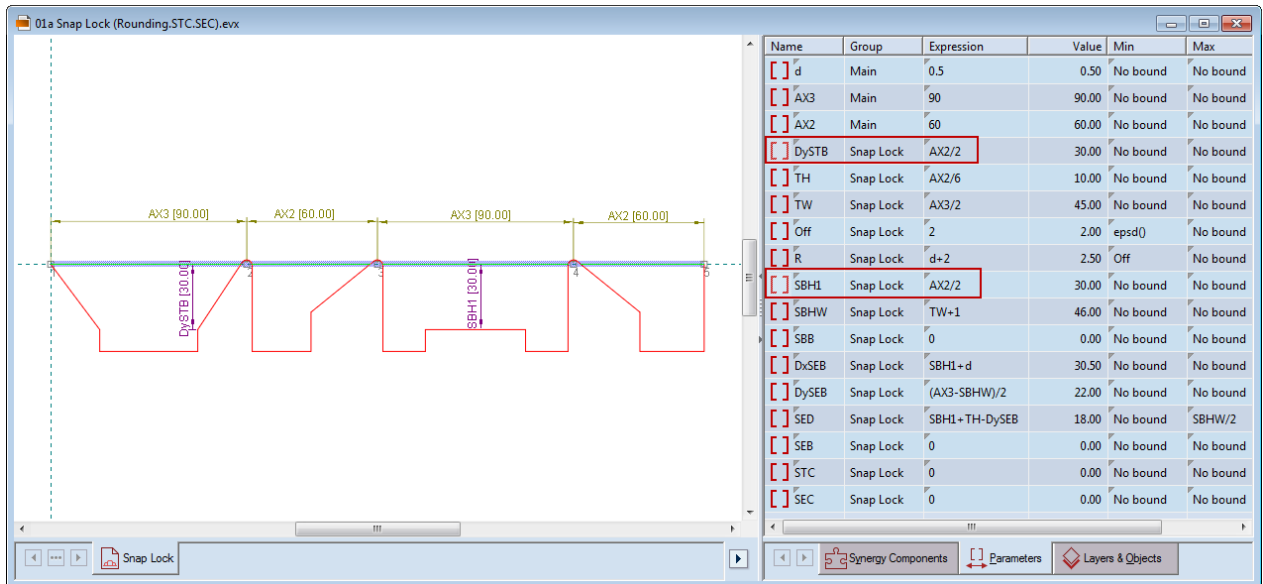 01a Snap Lock (Rounding.STC.SEC).evx
AX3 [90.00] AX2 [60.00] AX3 [90.00] AX2 [60.00]
1 2 3 4 5
DySTB [30.00]
SBH1 [30.00]
Snap Lock
Name Group Expression Value Min Max
d Main 0.5 0.50 No bound No bound
AX3 Main 90 90.00 No bound No bound
AX2 Main 60 60.00 No bound No bound
DySTB Snap Lock AX2/2 30.00 No bound No bound
TH Snap Lock AX2/6 10.00 No bound No bound
TW Snap Lock AX3/2 45.00 No bound No bound
Off Snap Lock 2 2.00 epsd() No bound
R Snap Lock d+2 2.50 Off No bound
SBH1 Snap Lock AX2/2 30.00 No bound No bound
SBHW Snap Lock TW+1 46.00 No bound No bound
SBB Snap Lock 0 0.00 No bound No bound
DxSEB Snap Lock SBH1+d 30.50 No bound No bound
DySEB Snap Lock (AX3-SBHW)/2 22.00 No bound No bound
SED Snap Lock SBH1+TH-DySEB 18.00 No bound SBHW/2
SEB Snap Lock 0 0.00 No bound No bound
STC Snap Lock 0 0.00 No bound No bound
SEC Snap Lock 0 0.00 No bound No bound
Synergy Components Parameters Layers & Objects